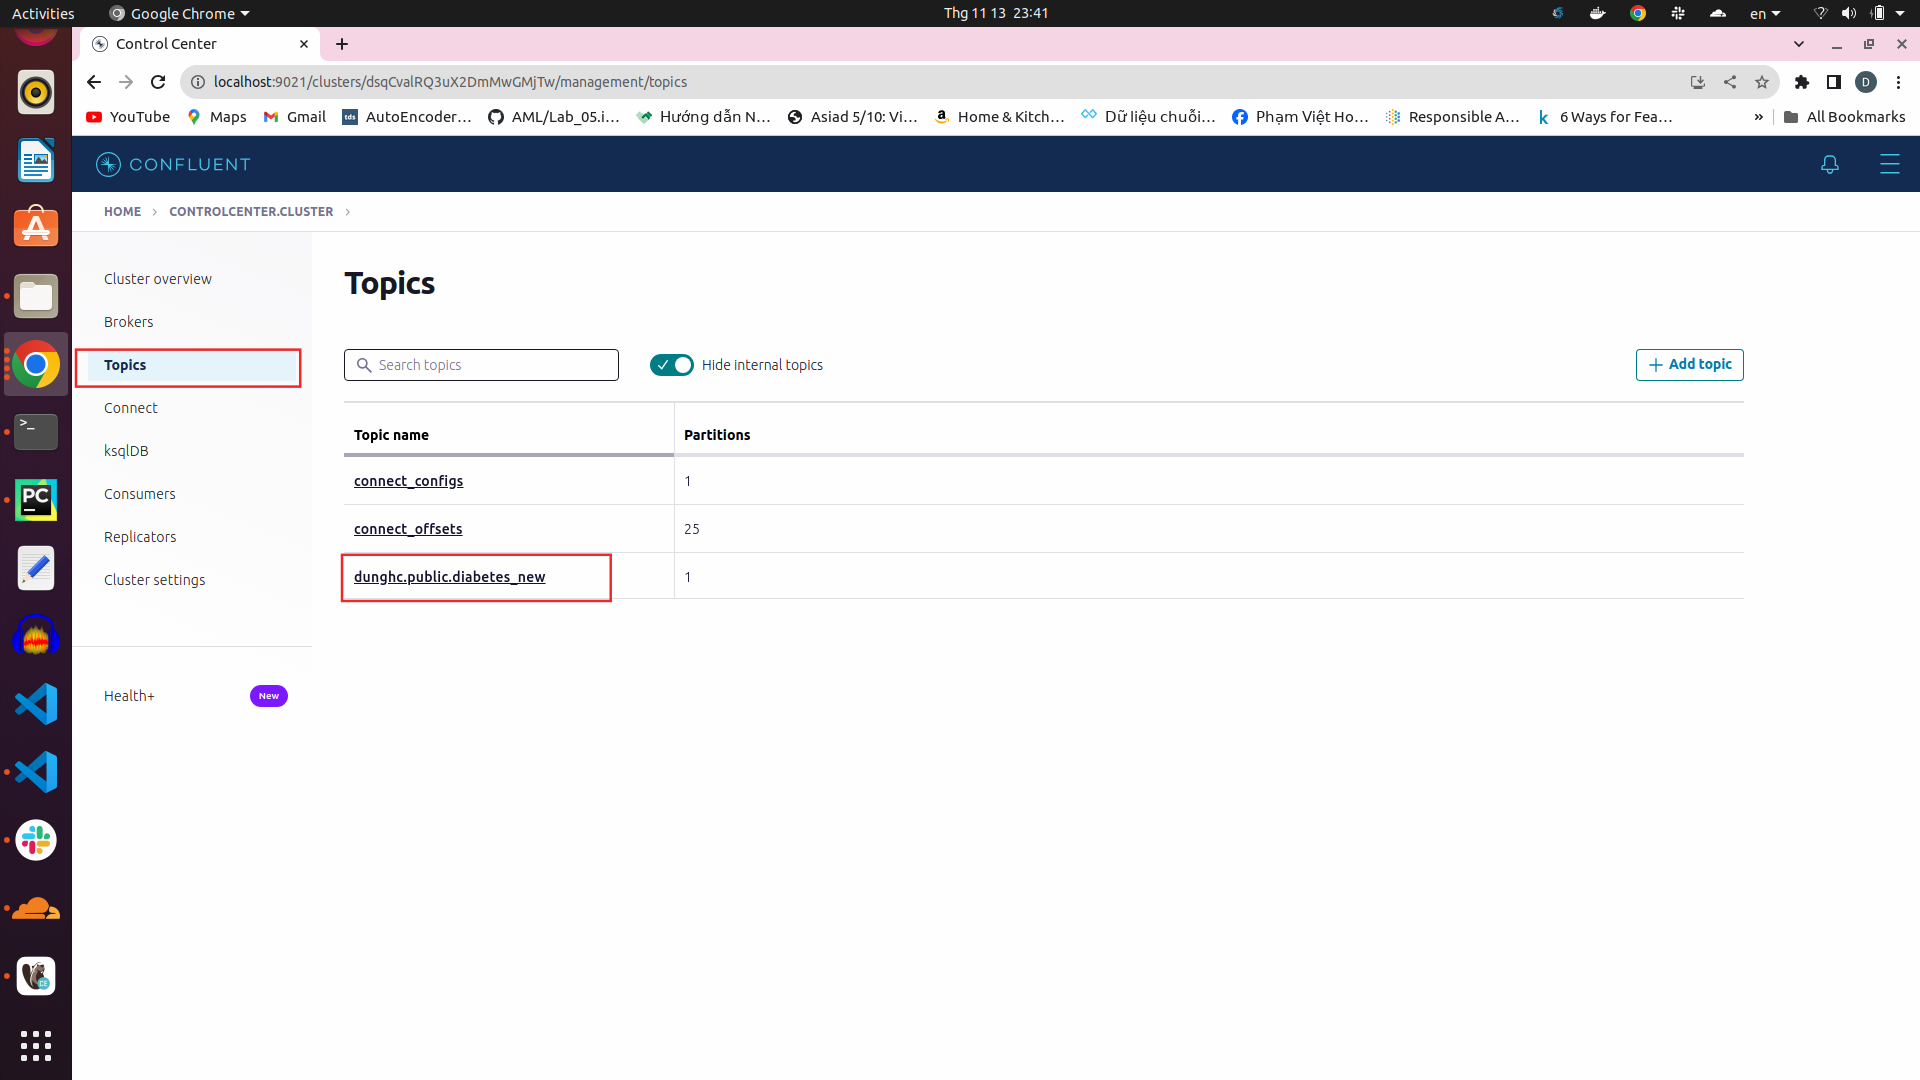 Activities
Google Chrome
Thg 11 13 23:41
en
Control Center
localhost:9021/clusters/dsqCvalRQ3uX2DmMwGMjTw/management/topics
D
YouTube
Maps
Gmail
tds
AutoEncoder...
AML/Lab_05.i...
Hướng dẫn N...
Asiad 5/10: Vi...
Home & Kitch...
Dữ liệu chuỗi...
Phạm Việt Ho...
Responsible A...
k
6 Ways for Fea...
»
All Bookmarks
CONFLUENT
HOME > CONTROLCENTER.CLUSTER >
Cluster overview
Brokers
Topics
Connect
ksqlDB
Consumers
Replicators
Cluster settings
Health+
New
Topics
Search topics
Hide internal topics
+ Add topic
Topic name
Partitions
connect_configs
1
connect_offsets
25
dunghc.public.diabetes_new
1
>_
PC
CE